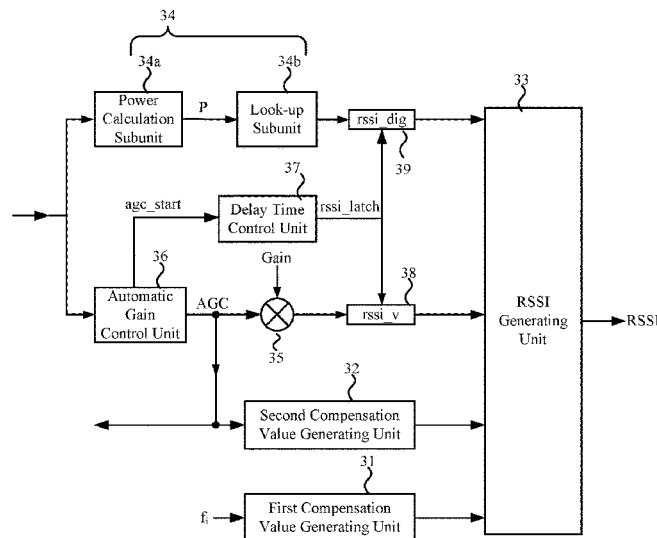 34
34a
34b
33
Power
Calculation
Subunit
P
Look-up
Subunit
rssi_dig
39
37
agc_start
Delay Time
Control Unit
rssi_latch
36
Gain
38
Automatic
Gain
Control Unit
AGC
35
rssi_v
RSSI
Generating
Unit
RSSI
32
Second Compensation
Value Generating Unit
31
fi
First Compensation
Value Generating Unit